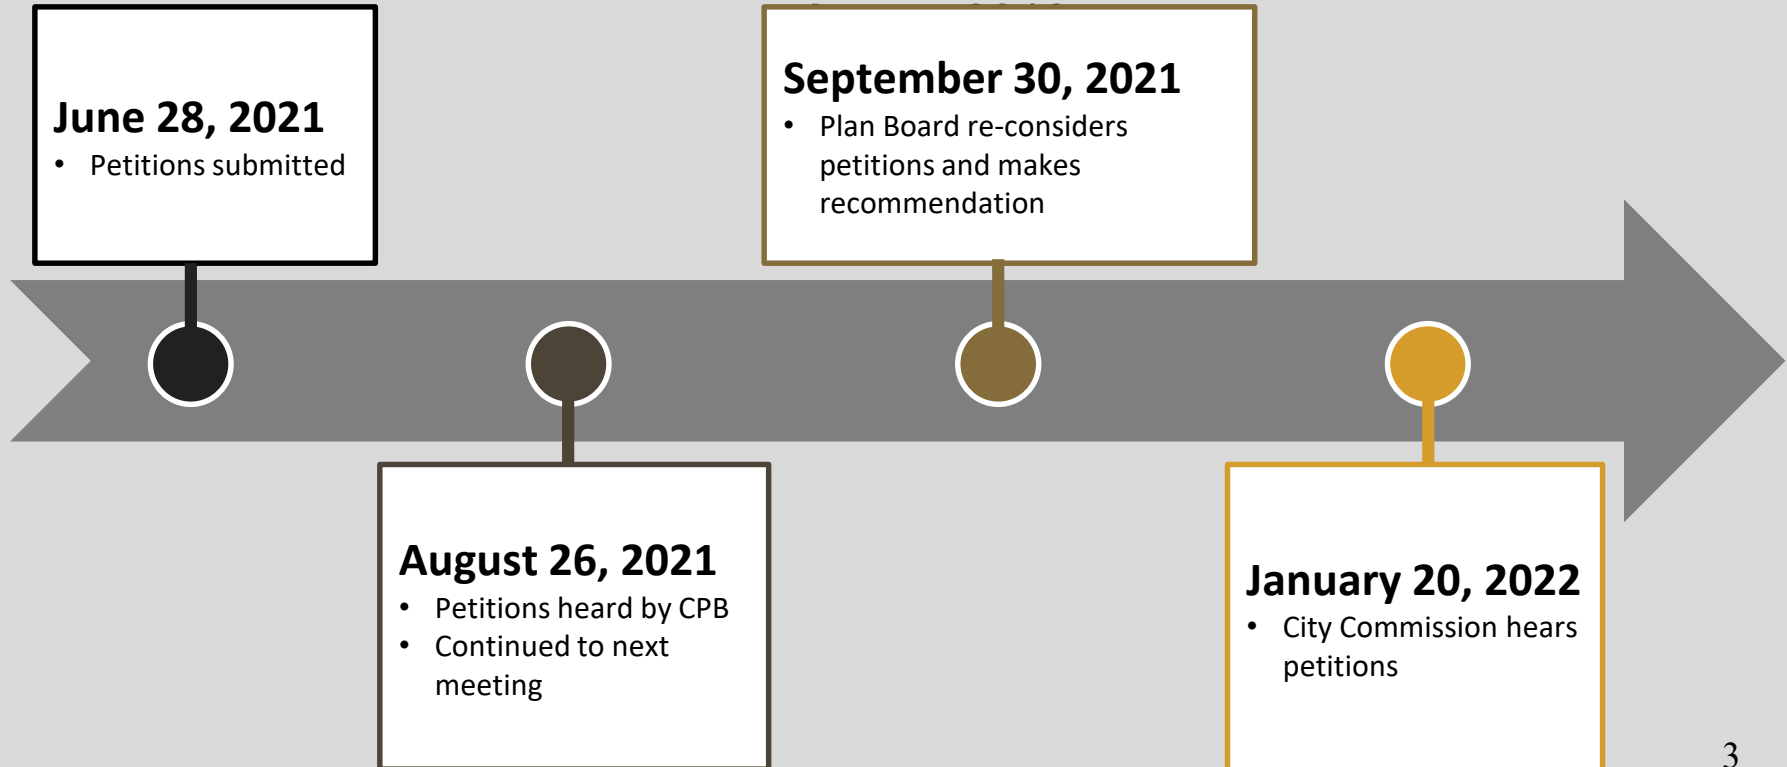 June 28, 2021
• Petitions submitted
August 26, 2021
• Petitions heard by CPB
• Continued to next
meeting
September 30, 2021
• Plan Board re-considers
petitions and makes
recommendation
January 20, 2022
• City Commission hears
petitions
3